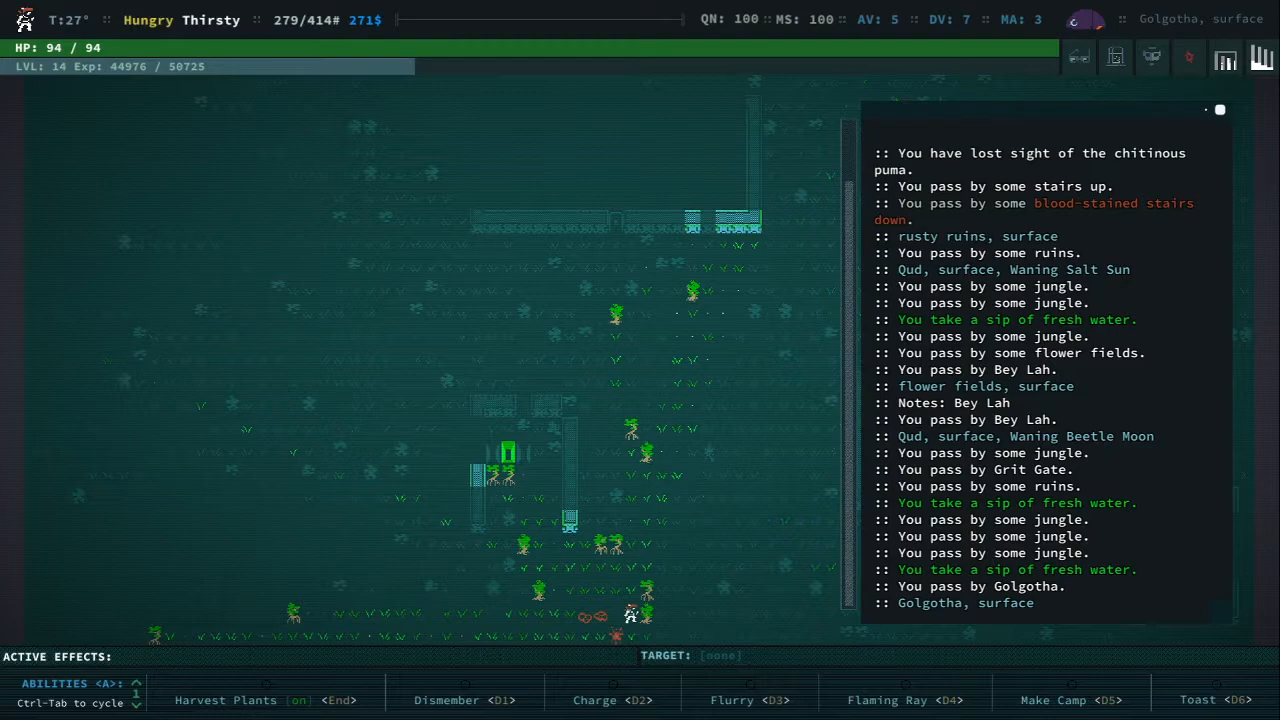 T:27° :: Hungry Thirsty :: 279/414# 271$ QN: 100 :: MS: 100 :: AV: 5 :: DV: 7 :: MA: 3 :: Golgotha, surface
HP: 94 / 94
LVL: 14 Exp: 44976 / 50725
:: You have lost sight of the chitinous
puma.
:: You pass by some stairs up.
:: You pass by some blood-stained stairs
down.
:: rusty ruins, surface
:: You pass by some ruins.
:: Qud, surface, Waning Salt Sun
:: You pass by some jungle.
:: You pass by some jungle.
:: You take a sip of fresh water.
:: You pass by some jungle.
:: You pass by some flower fields.
:: You pass by Bey Lah.
:: flower fields, surface
:: Notes: Bey Lah
:: You pass by Bey Lah.
:: Qud, surface, Waning Beetle Moon
:: You pass by some jungle.
:: You pass by Grit Gate.
:: You pass by some ruins.
:: You take a sip of fresh water.
:: You pass by some jungle.
:: You pass by some jungle.
:: You pass by some jungle.
:: You take a sip of fresh water.
:: You pass by Golgotha.
:: Golgotha, surface
ACTIVE EFFECTS: TARGET: [none]
ABILITIES <A>: 1
Ctrl-Tab to cycle
Harvest Plants [on] <End> Dismember <D1> Charge <D2> Flurry <D3> Flaming Ray <D4> Make Camp <D5> Toast <D6>